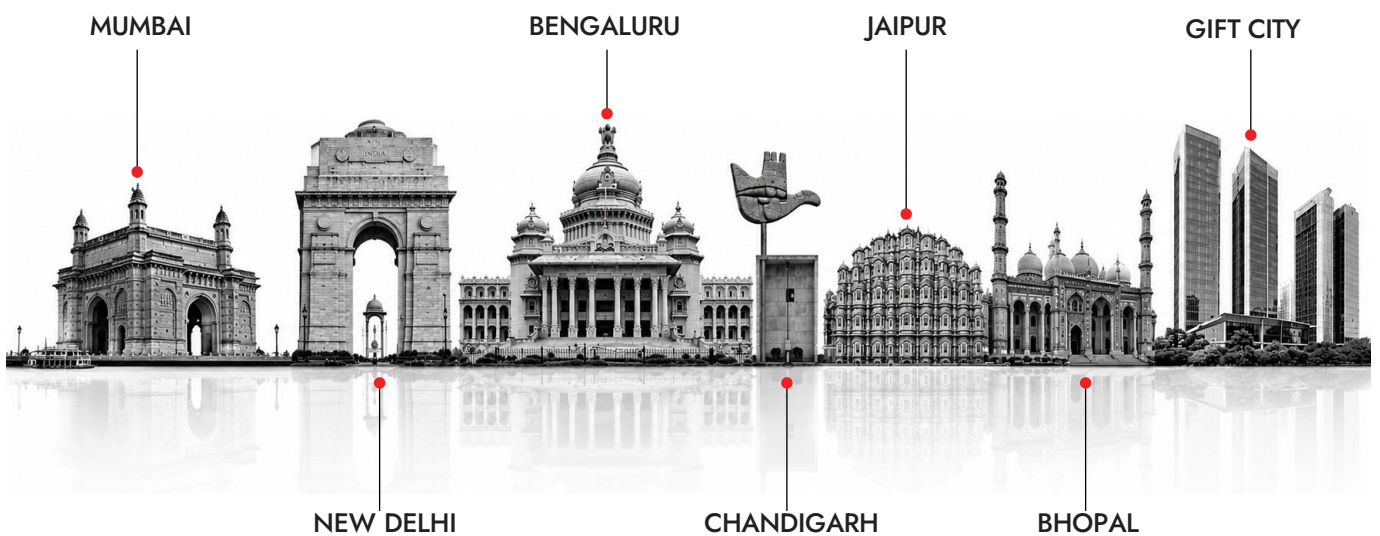 MUMBAI
BENGALURU
JAIPUR
GIFT CITY
INDIA
NEW DELHI
CHANDIGARH
BHOPAL